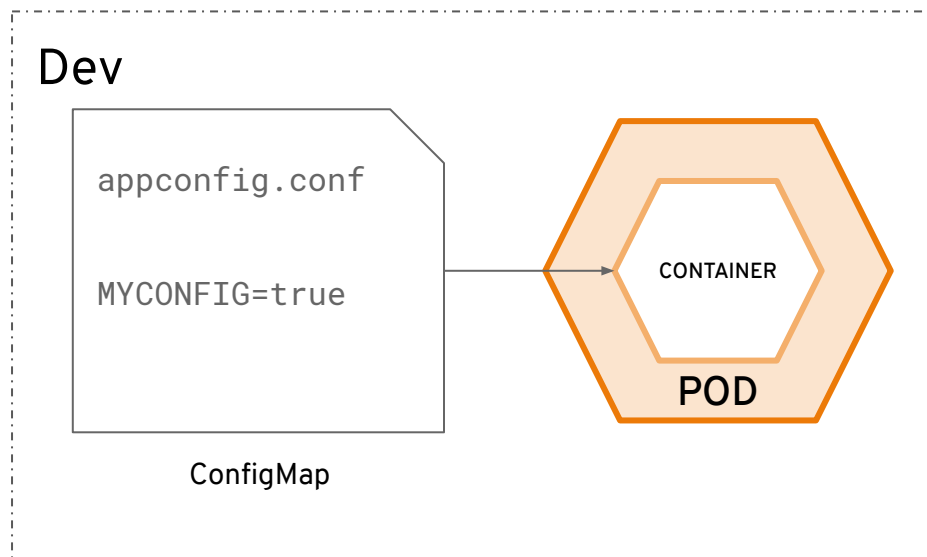 Dev
appconfig.conf
MYCONFIG=true
ConfigMap
CONTAINER
POD